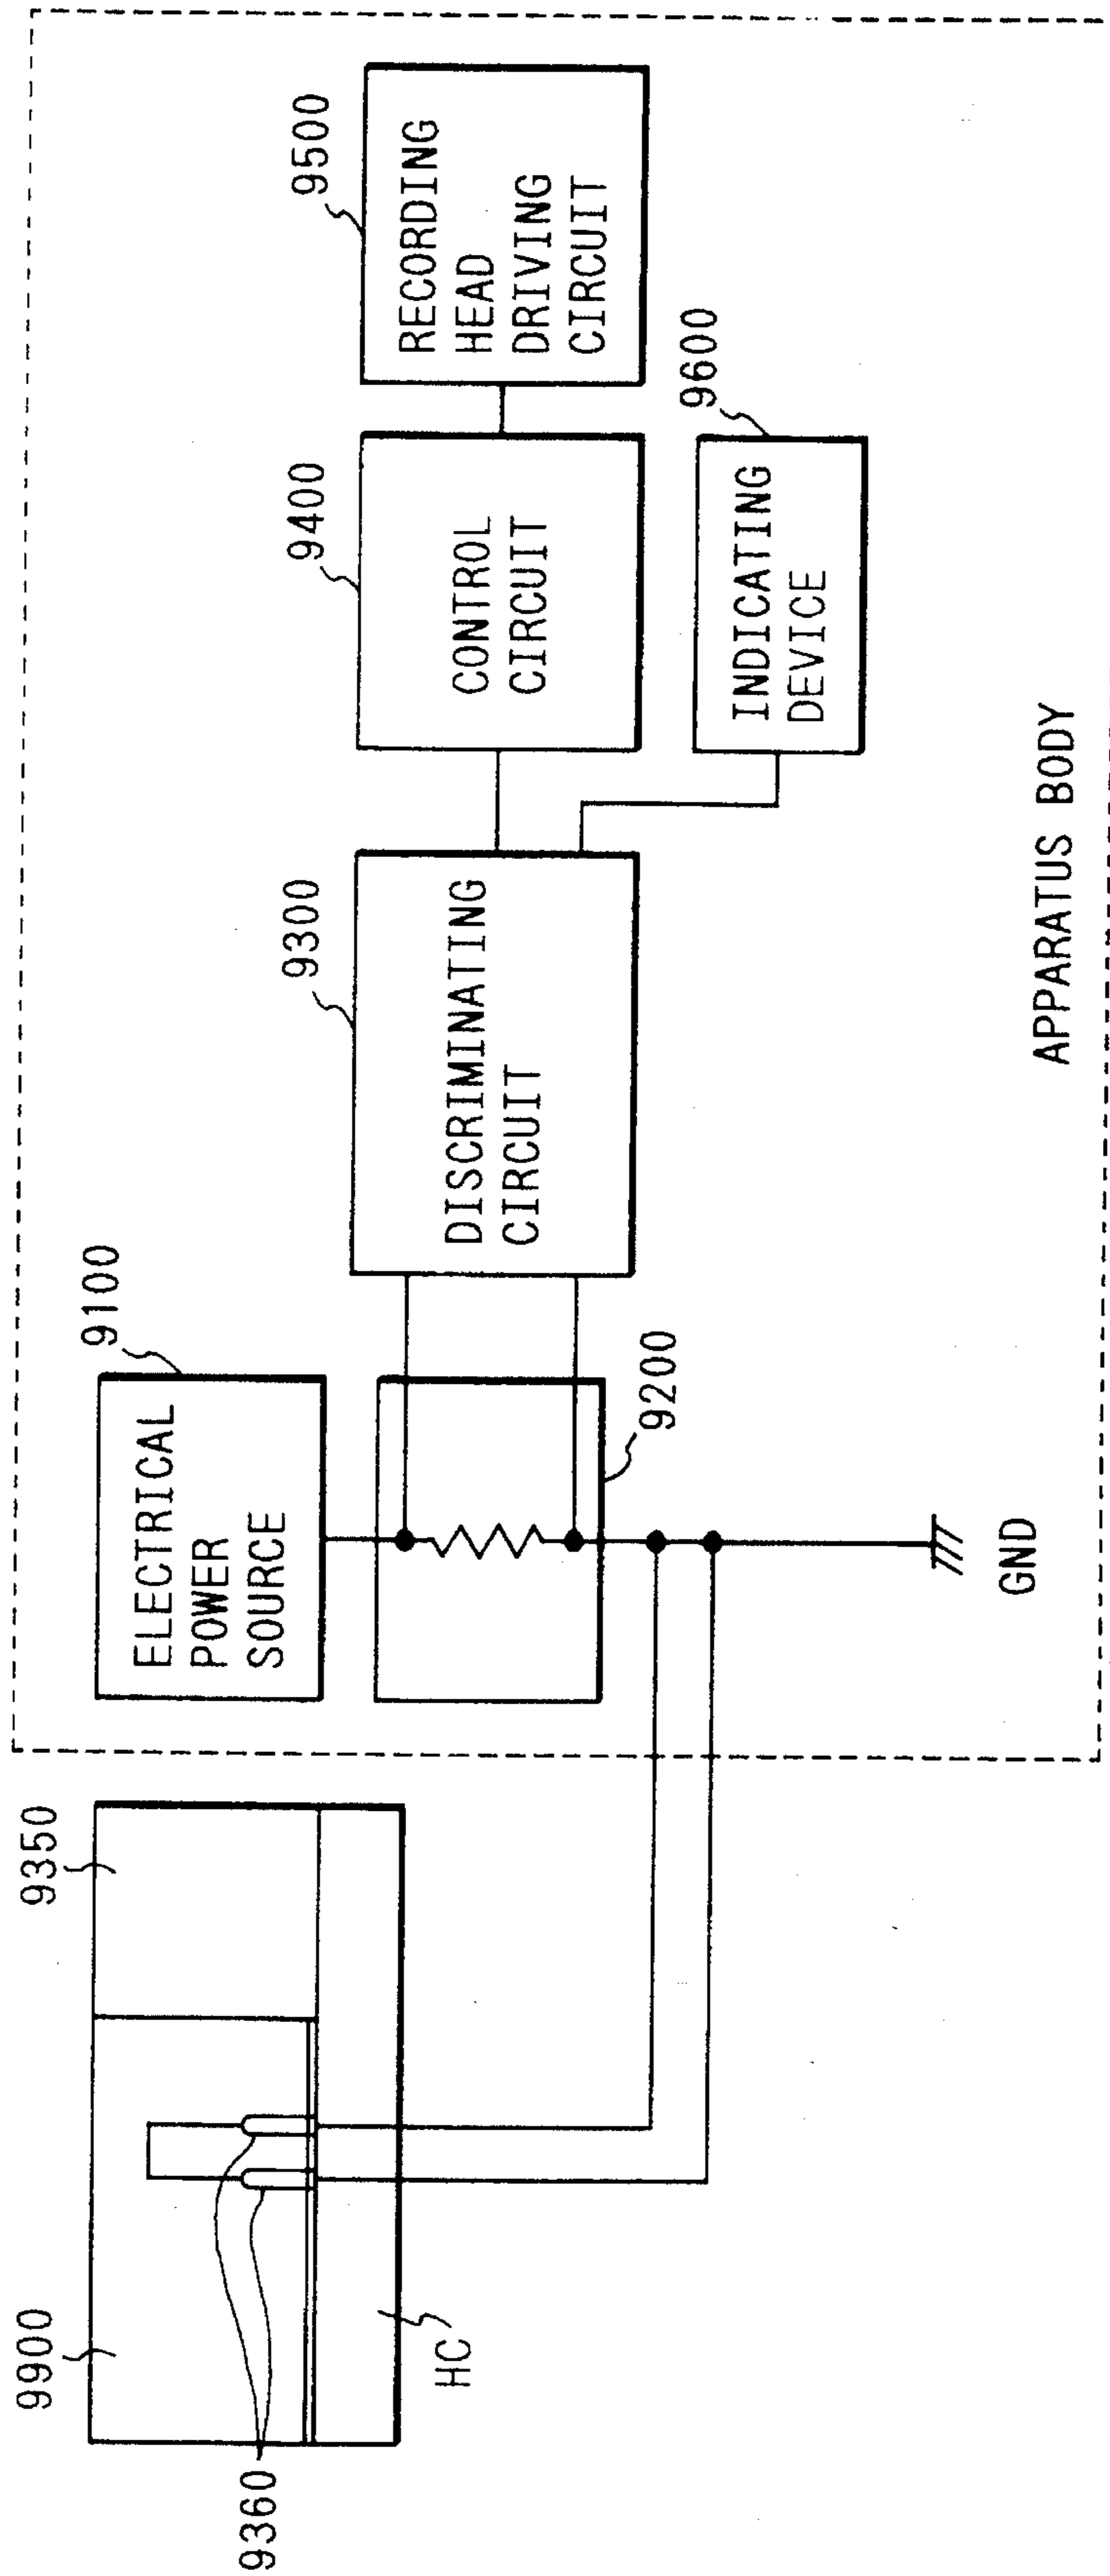 9900
9350
9360
HC
9100
ELECTRICAL
POWER
SOURCE
9200
GND
9300
DISCRIMINATING
CIRCUIT
9400
CONTROL
CIRCUIT
9500
RECORDING
HEAD
DRIVING
CIRCUIT
9600
INDICATING
DEVICE
APPARATUS BODY